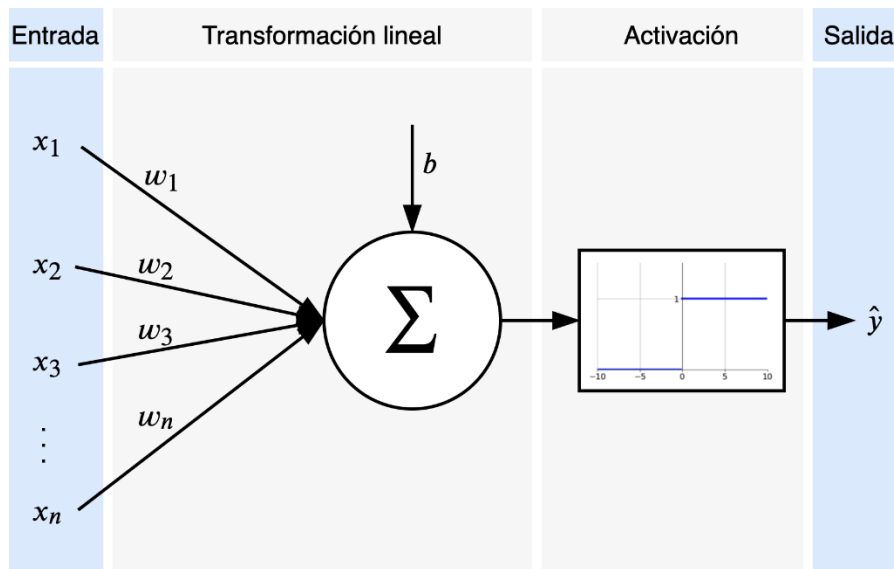 Entrada Transformación lineal Activación Salida
x₁
w₁
b
x₂
w₂
w₃
x₃
Σ
wₙ
⋮
xₙ
1
-10 -5 0 5 10
ŷ